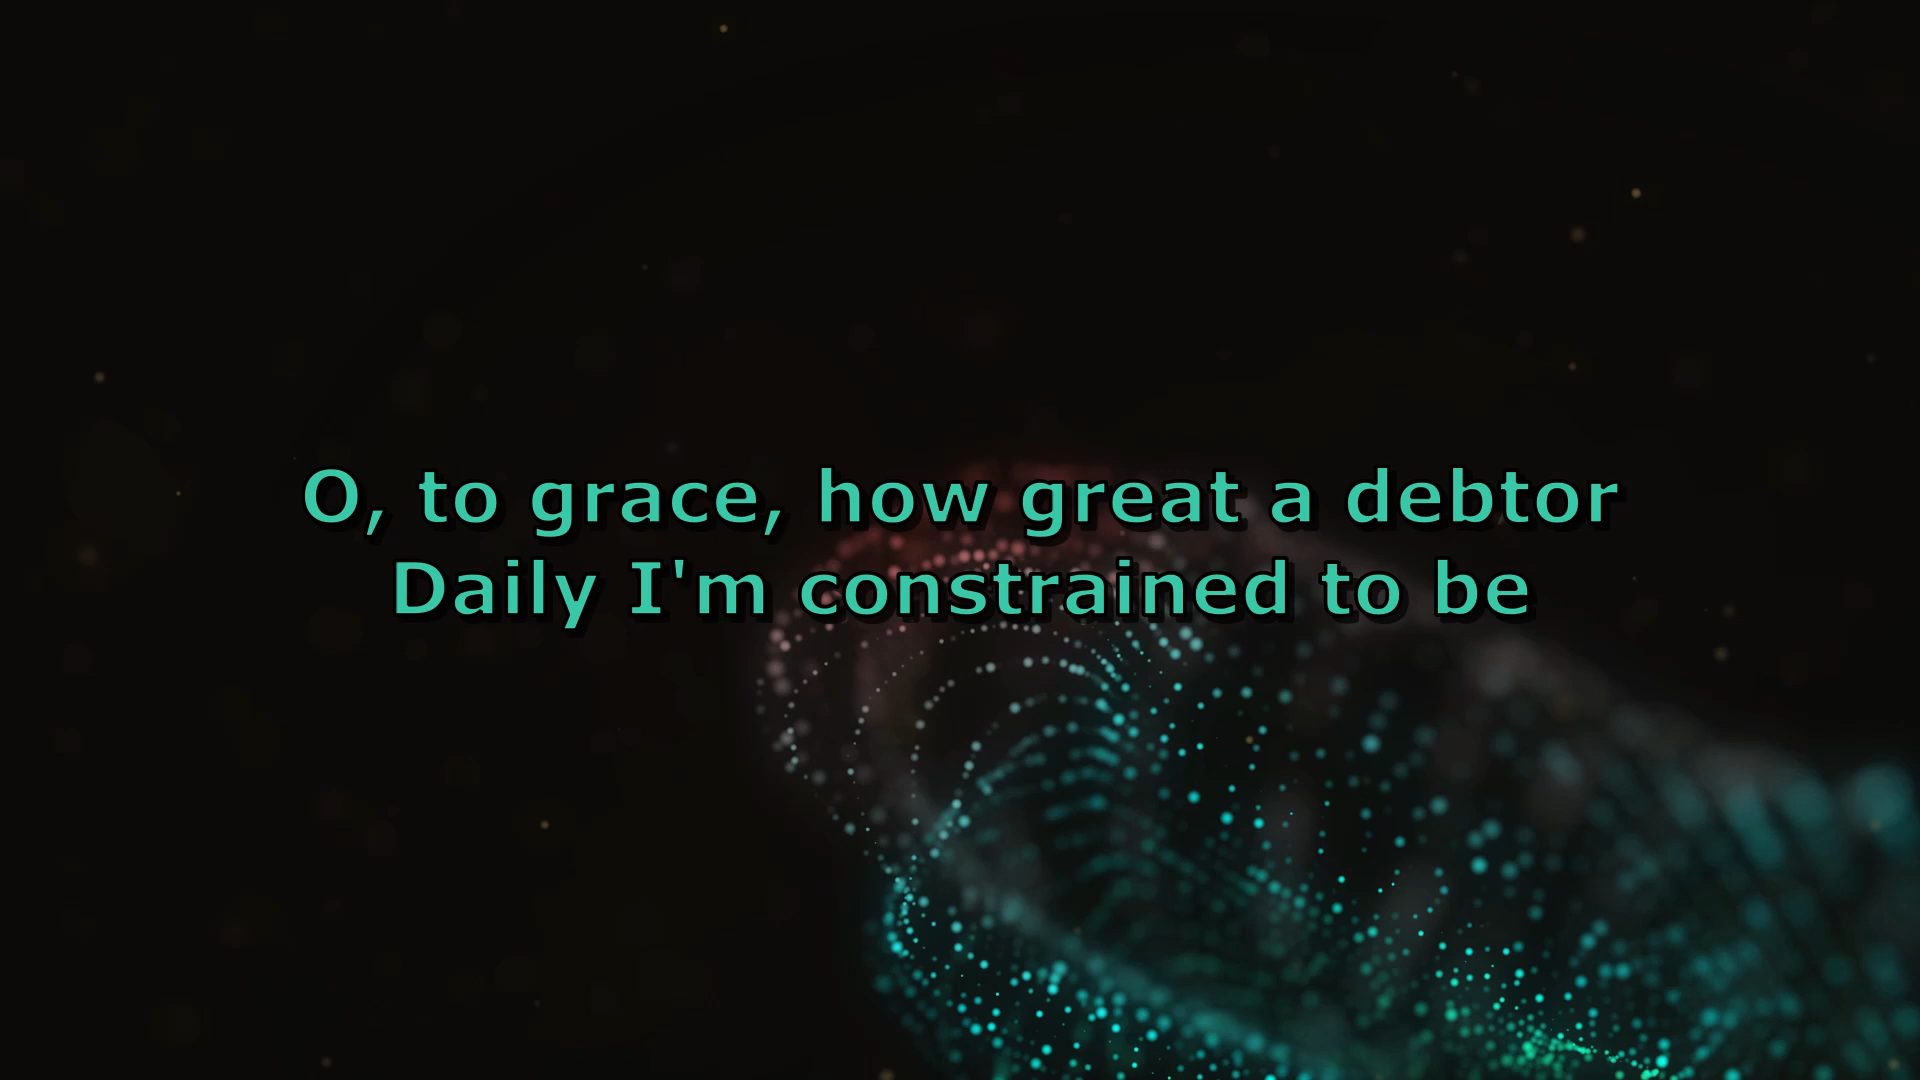 O, to grace, how great a debtor
Daily I'm constrained to be